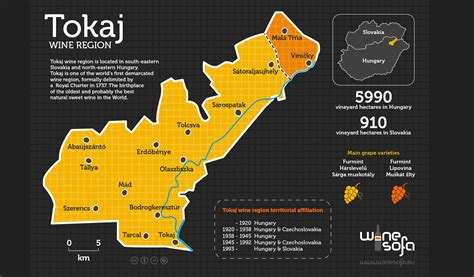 Tokaj
WINE REGION
Tokaj wine region is located in south-eastern
Slovakia and north-eastern Hungary.
Tokaj is one of the world's first demarcated
wine region, formally delimited by
a Royal Charter in 1737. The birthplace
of the oldest and probably the best
natural sweet wine in the World.
Malá Tŕňa
Viničky
Sátoraljaújhely
Sárospatak
Tolcsva
Abaújszántó
Erdőbénye
Olaszliszka
Tállya
Mád
Bodrogkeresztúr
Szerencs
Tarcal
Tokaj
0
5
km
Slovakia
Hungary
5990
vineyard hectares in Hungary
910
vineyard hectares in Slovakia
Main grape varieties
Furmint
Hárslevelű
Sárga muskotály
Furmint
Lipovina
Muškát žltý
Tokaj wine region territorial affiliation
- 1920 Hungary
1920 - 1938 Hungary & Czechoslovakia
1938 - 1945 Hungary
1945 - 1992 Hungary & Czechoslovakia
1993 - Hungary & Slovakia
wine
sofa